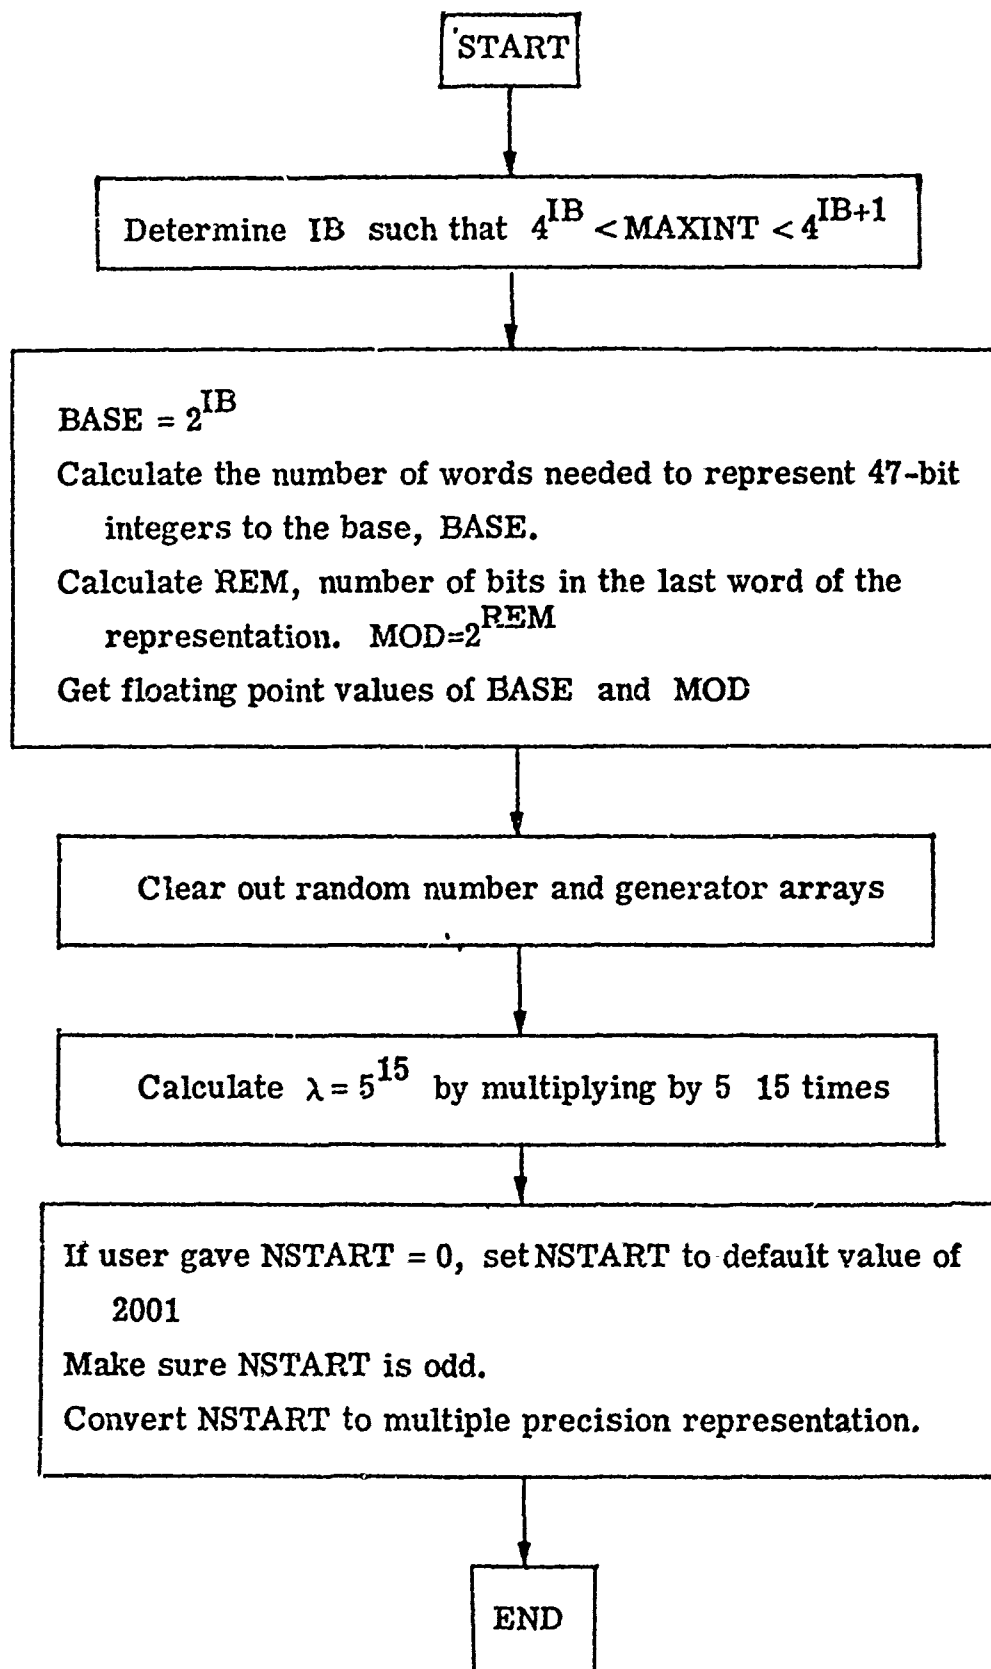 START
Determine IB such that 4^IB < MAXINT < 4^IB+1
BASE = 2^IB
Calculate the number of words needed to represent 47-bit
integers to the base, BASE.
Calculate REM, number of bits in the last word of the
representation. MOD=2^REM
Get floating point values of BASE and MOD
Clear out random number and generator arrays
Calculate λ = 5^15 by multiplying by 5 15 times
If user gave NSTART = 0, set NSTART to default value of
2001
Make sure NSTART is odd.
Convert NSTART to multiple precision representation.
END